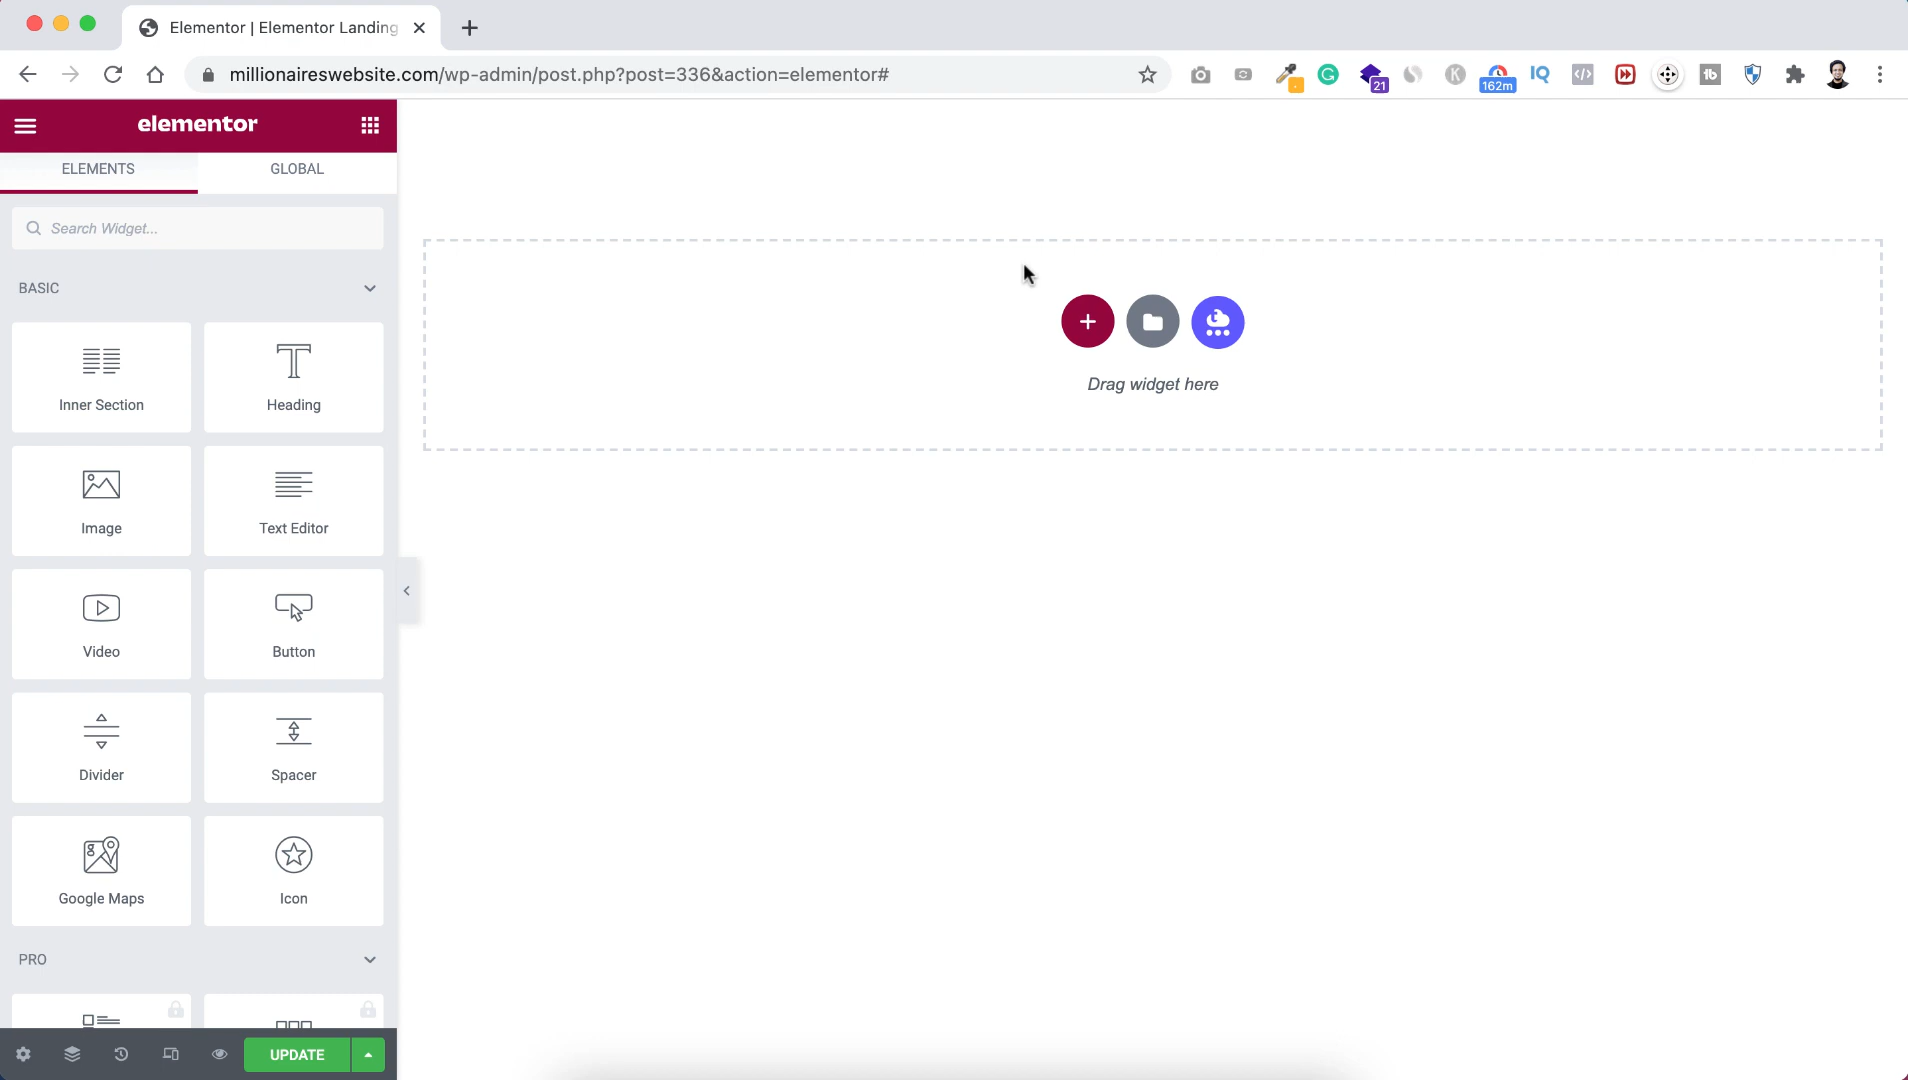 Elementor | Elementor Landing
millionaireswebsite.com/wp-admin/post.php?post=336&action=elementor#
21
162m
IQ
tb
elementor
ELEMENTS
GLOBAL
Search Widget...
BASIC
Inner Section
Heading
Image
Text Editor
Video
Button
Divider
Spacer
Google Maps
Icon
PRO
UPDATE
Drag widget here